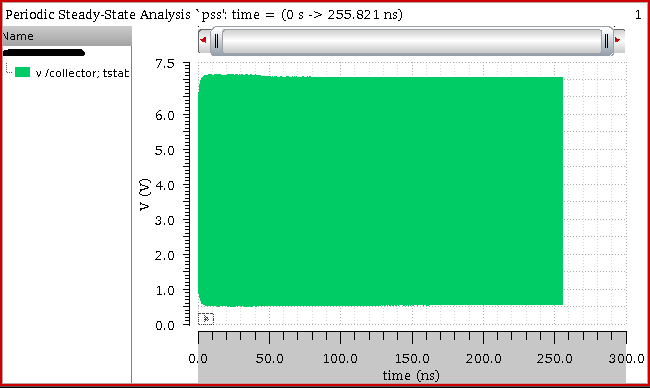 Periodic Steady-State Analysis `pss': time = (0 s -> 255.821 ns)
1
Name
v /collector; tstab
7.5
6.0
5.0
4.0
3.0
2.0
1.0
0.0
V (V)
0.0 50.0 100.0 150.0 200.0 250.0 300.0
time (ns)